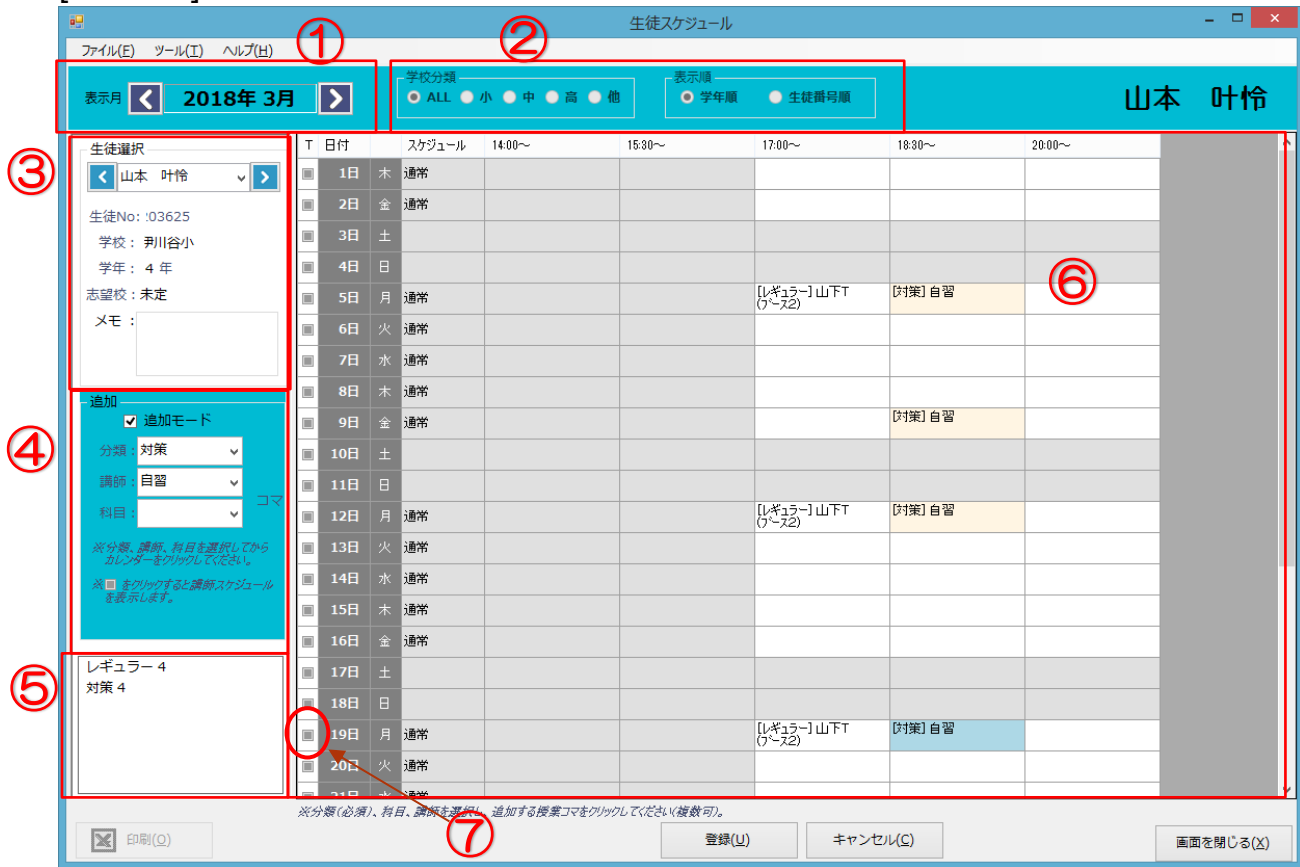 生徒スケジュール
ファイル(F) ツール(T) ヘルプ(H)
① ②
表示月 2018年 3月
学校分類
ALL 小 中 高 他
表示順
学年順 生徒番号順
山本 叶怜
③
生徒選択
山本 叶怜
生徒No: :03625
学校 : 尹川谷小
学年 : 4 年
志望校 : 未定
メモ :
④
追加
追加モード
分類 : 対策
講師 : 自習
コマ
科目 :
※分類、講師、科目を選択してから
カレンダーをクリックしてください。
※ をクリックすると講師スケジュール
を表示します。
⑤
レギュラー 4
対策 4
T 日付 スケジュール 14:00〜 15:30〜 17:00〜 18:30〜 20:00〜
1日 木 通常
2日 金 通常
3日 土
4日 日
⑥
5日 月 通常 [レギュラー] 山下T (ブース2) [対策] 自習
6日 火 通常
7日 水 通常
8日 木 通常
9日 金 通常 [対策] 自習
10日 土
11日 日
12日 月 通常 [レギュラー] 山下T (ブース2) [対策] 自習
13日 火 通常
14日 水 通常
15日 木 通常
16日 金 通常
17日 土
18日 日
19日 月 通常 [レギュラー] 山下T (ブース2) [対策] 自習
20日 火 通常
21日 水 通常
※分類(必須)、科目、講師を選択し、追加する授業コマをクリックしてください(複数可)。
⑦
印刷(O) 登録(U) キャンセル(C) 画面を閉じる(X)